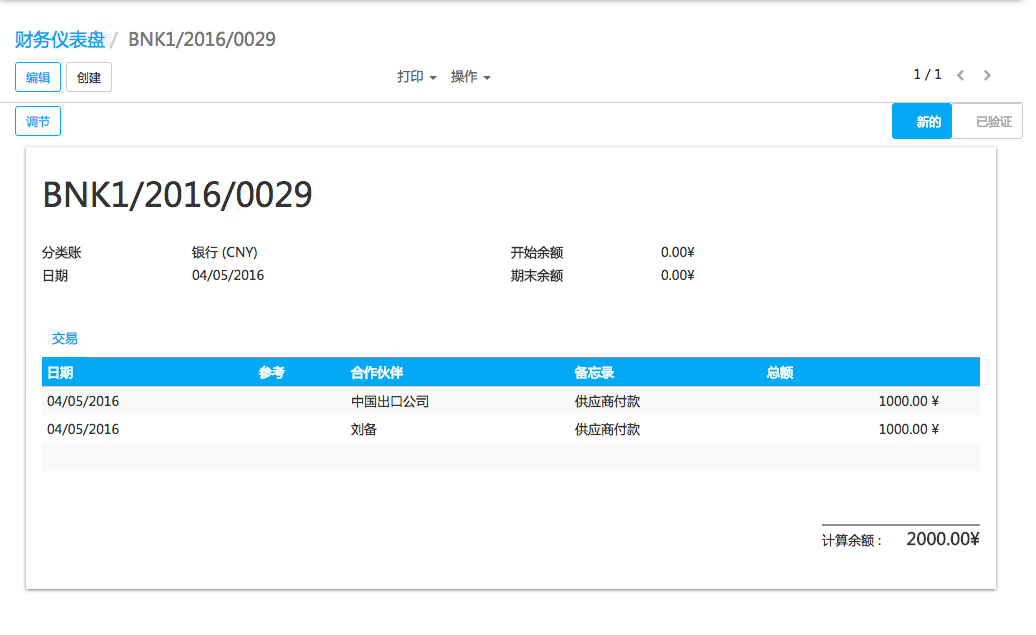 财务仪表盘 / BNK1/2016/0029
编辑 创建 打印 操作 1 / 1
调节 新的 已验证
BNK1/2016/0029
分类账 银行 (CNY) 开始余额 0.00¥
日期 04/05/2016 期末余额 0.00¥
交易
日期 参考 合作伙伴 备忘录 总额
04/05/2016 中国出口公司 供应商付款 1000.00 ¥
04/05/2016 刘备 供应商付款 1000.00 ¥
计算余额 : 2000.00¥